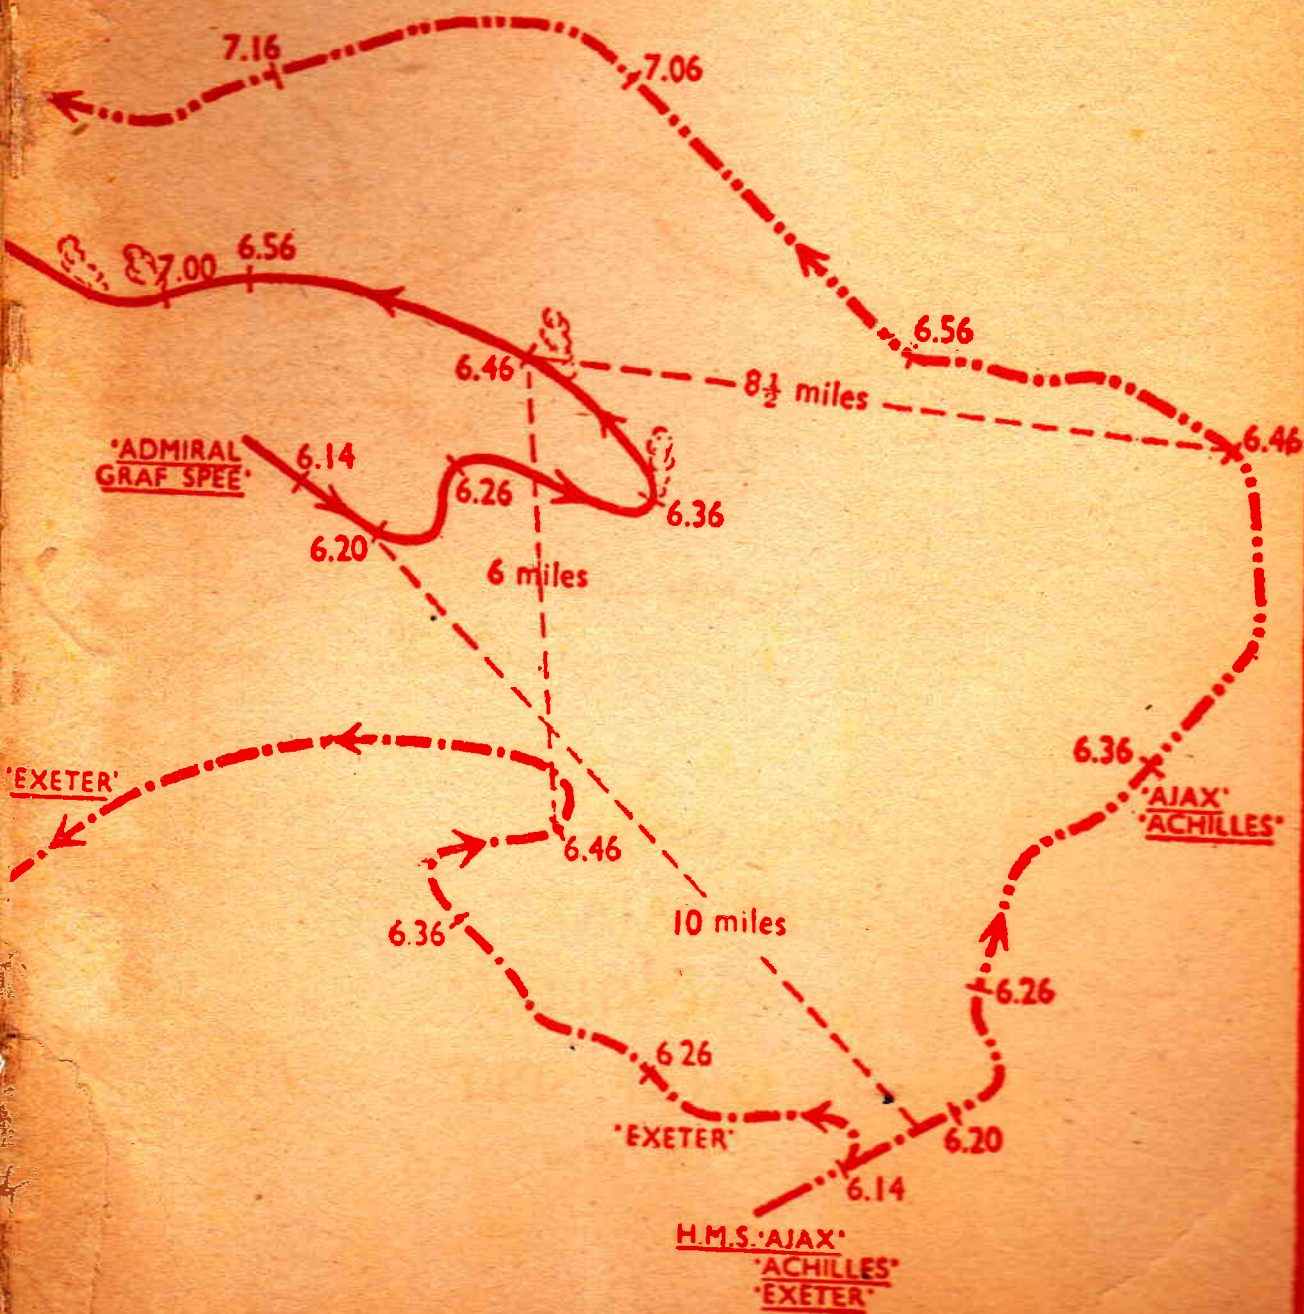 7.16
7.06
6.56
7.00
6.56
6.46
8½ miles
6.46
'ADMIRAL
GRAF SPEE'
6.14
6.26
6.36
6.20
6 miles
6.36
'EXETER'
'AJAX'
'ACHILLES'
6.46
6.36
10 miles
6.26
6 26
'EXETER'
6.20
6.14
H.M.S. 'AJAX'
'ACHILLES'
'EXETER'